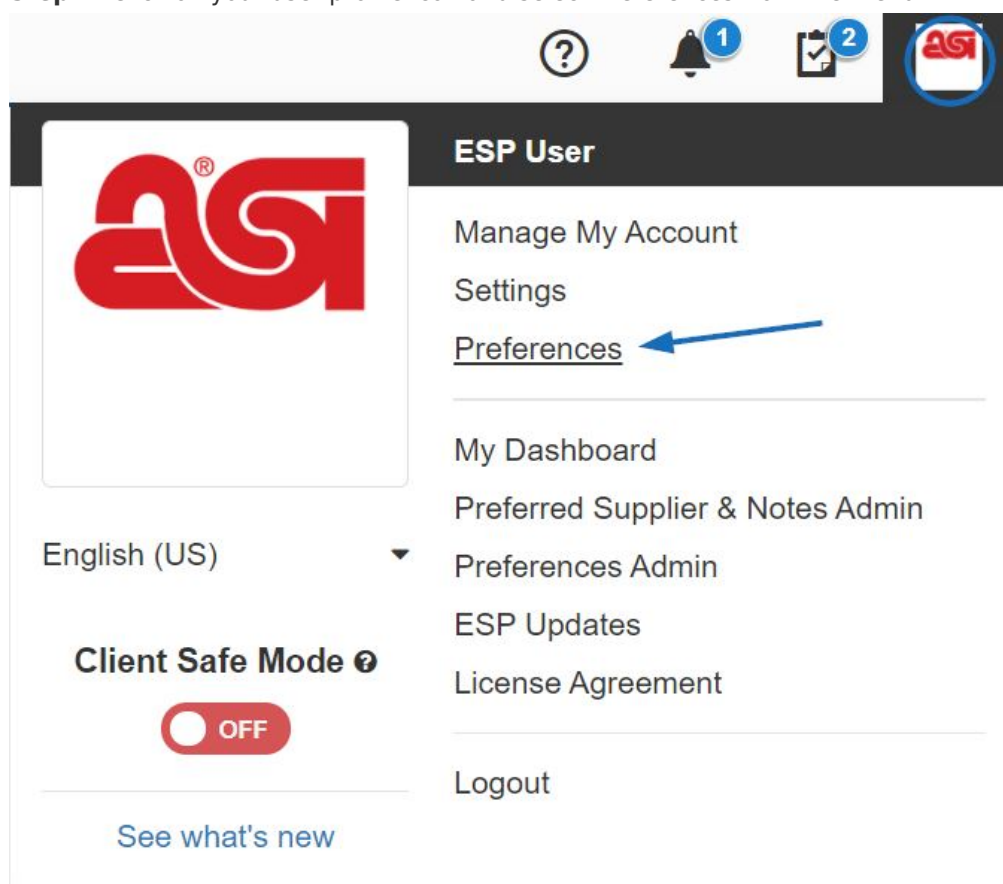 1
2
asi
ESP User
asi®
Manage My Account
Settings
Preferences
My Dashboard
Preferred Supplier & Notes Admin
Preferences Admin
ESP Updates
License Agreement
Logout
English (US)
Client Safe Mode
OFF
See what's new